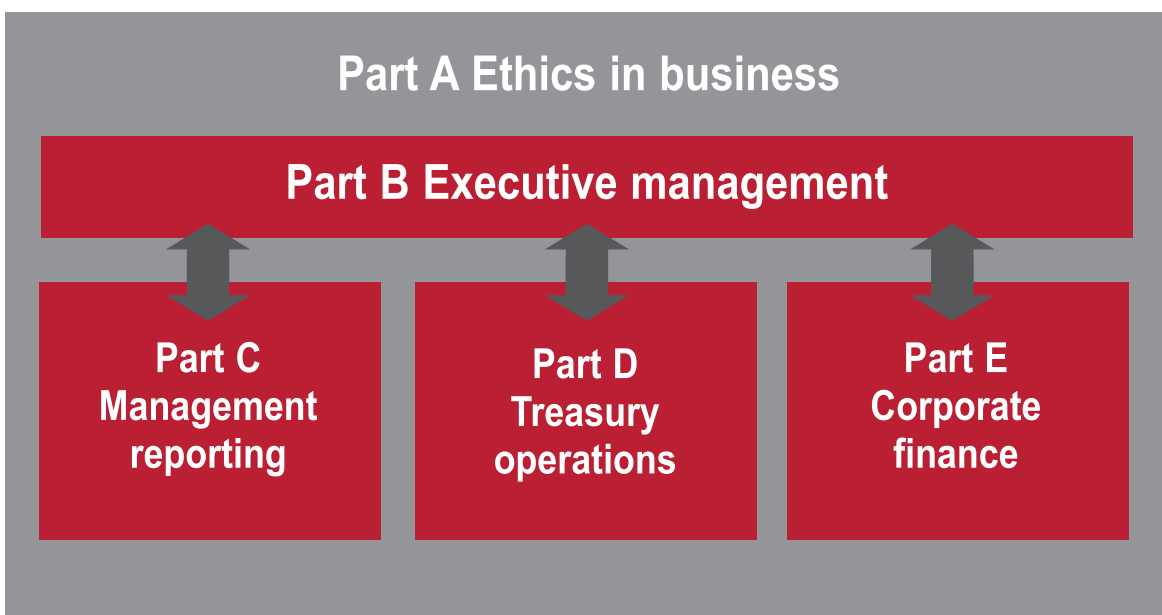 Part A Ethics in business
Part B Executive management
Part C
Management
reporting
Part D
Treasury
operations
Part E
Corporate
finance